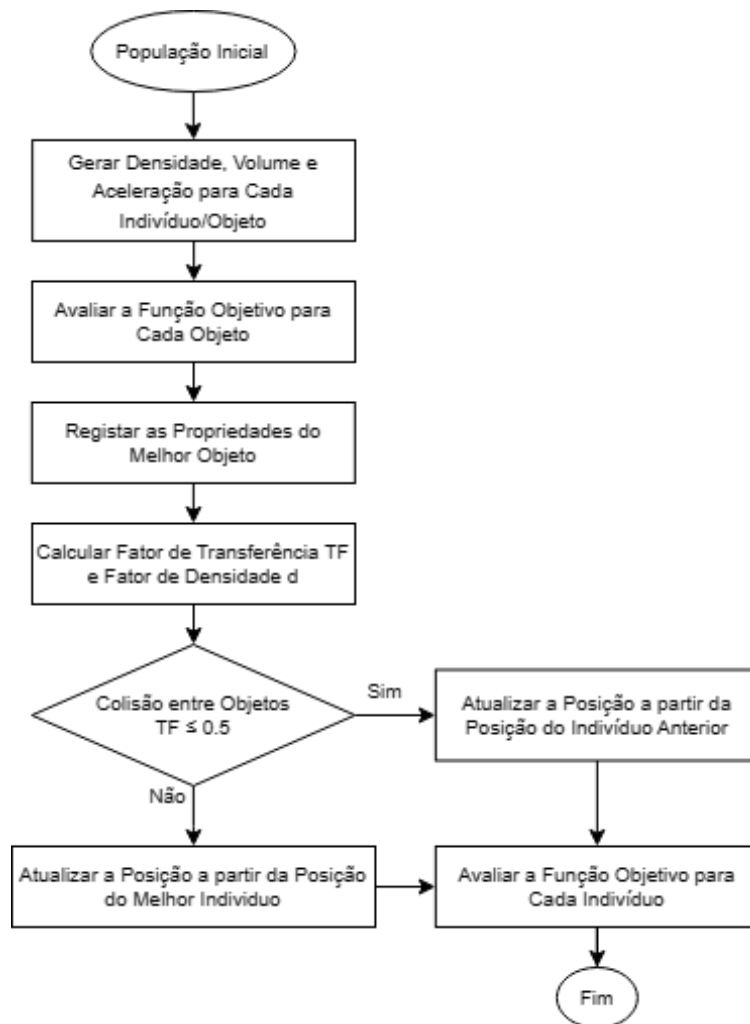 População Inicial
Gerar Densidade, Volume e
Aceleração para Cada
Indivíduo/Objeto
Avaliar a Função Objetivo para
Cada Objeto
Registar as Propriedades do
Melhor Objeto
Calcular Fator de Transferência TF
e Fator de Densidade d
Colisão entre Objetos
TF ≤ 0.5
Sim
Atualizar a Posição a partir da
Posição do Indivíduo Anterior
Não
Atualizar a Posição a partir da Posição
do Melhor Individuo
Avaliar a Função Objetivo para
Cada Indivíduo
Fim